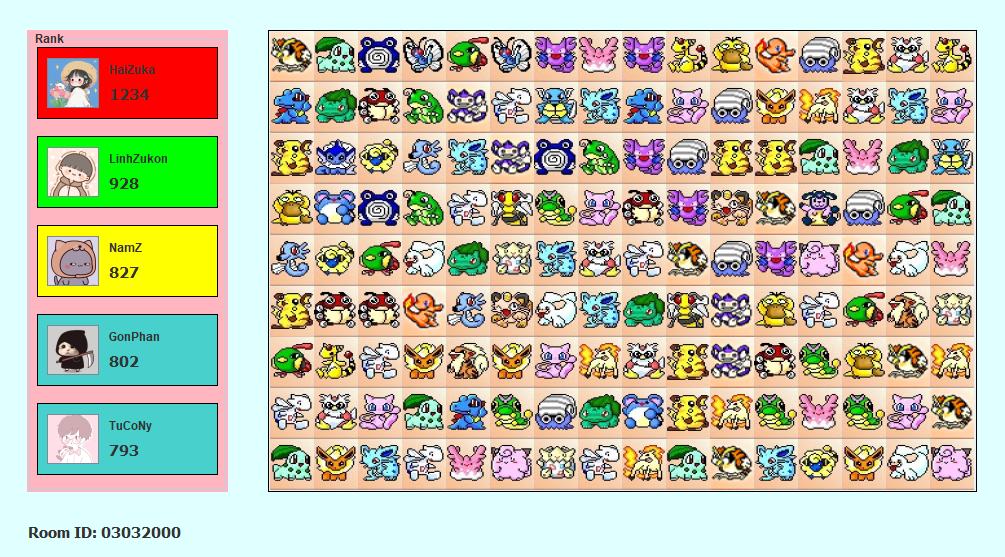 Rank
HaiZuka
1234
LinhZukon
928
NamZ
827
GonPhan
802
TuCoNy
793
Room ID: 03032000